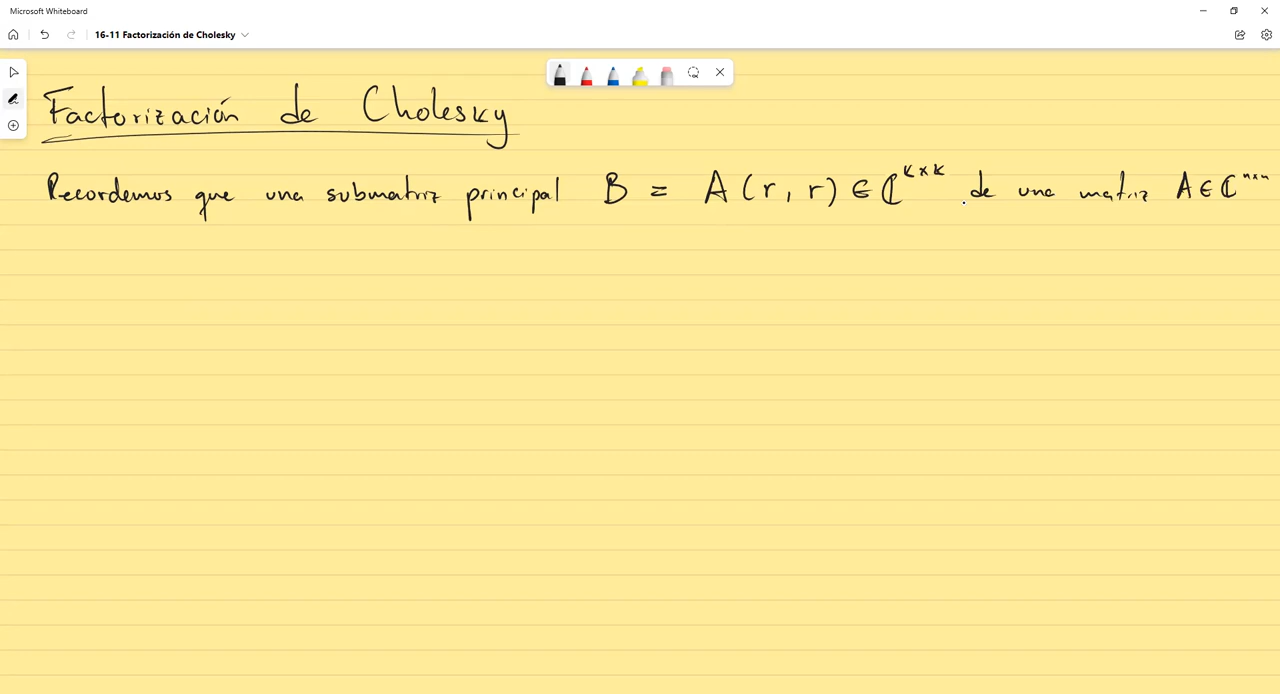 Microsoft Whiteboard
16-11 Factorización de Cholesky
Factorización de Cholesky
Recordemos que una submatriz principal B = A(r, r) ∈ ℂ^{k×k} de una matriz A ∈ ℂ^{n×n}